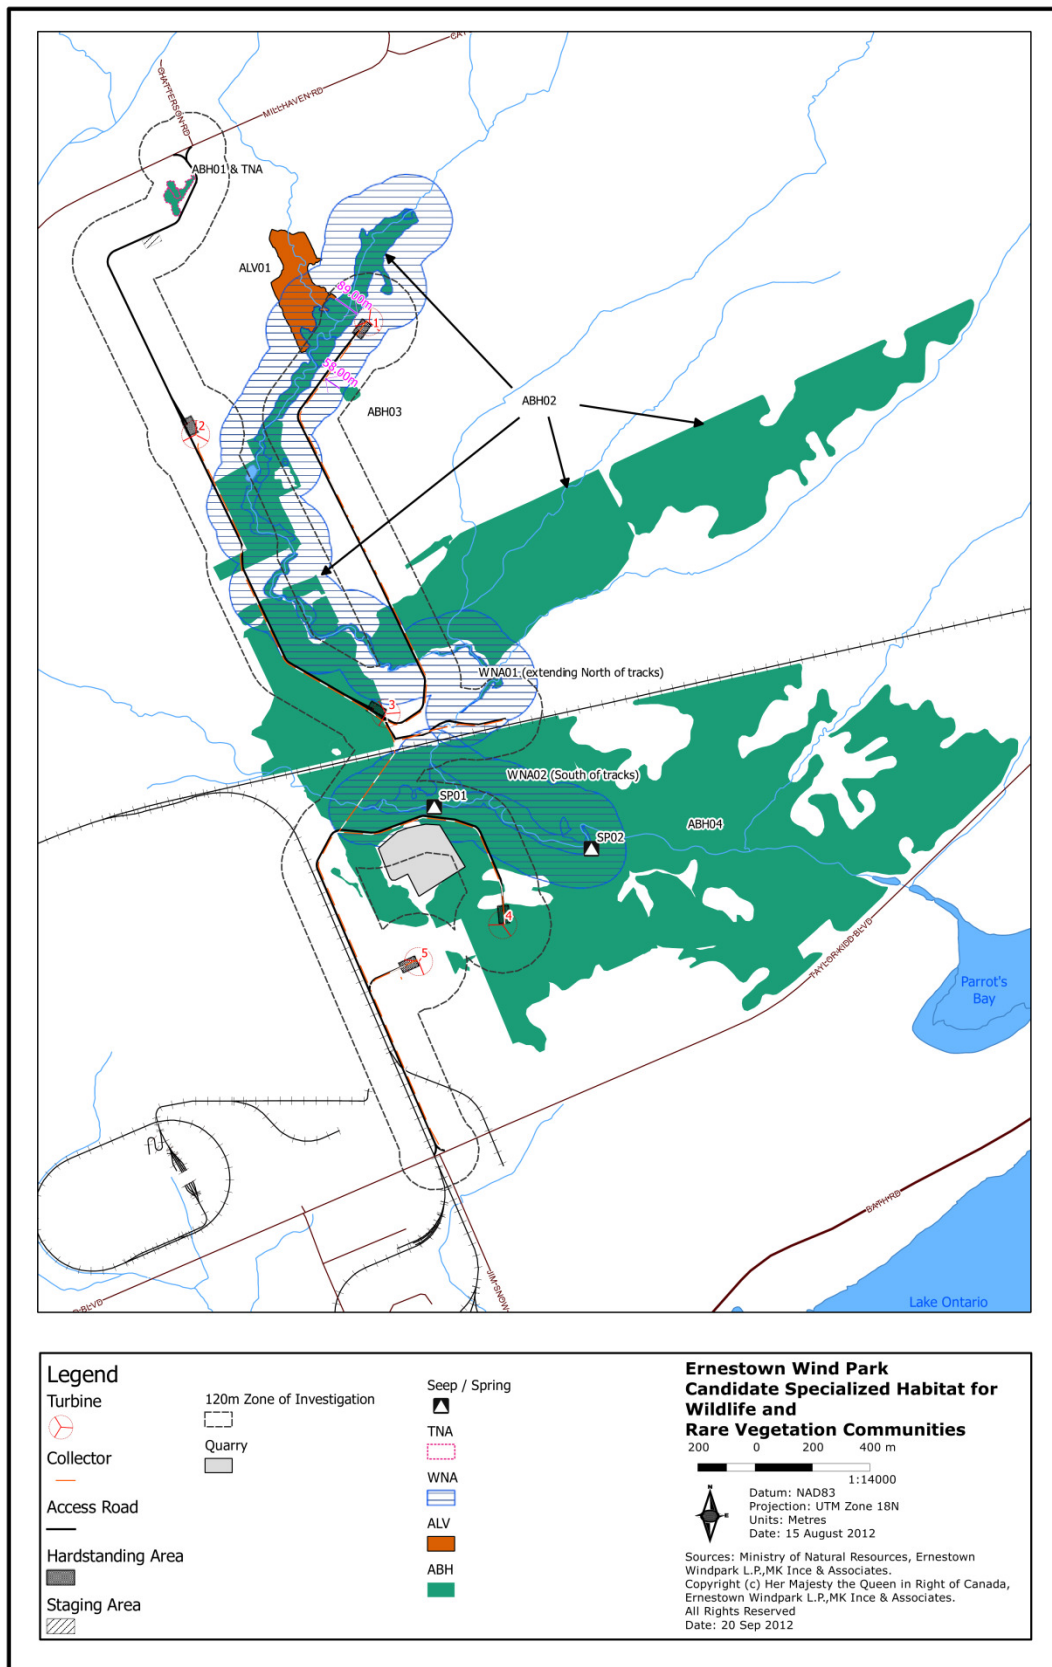 CHATTERSON RD
MILLHAVEN RD
ABH01 & TNA
ALV01
89.00m
1
58.00m
ABH03
ABH02
2
WNA01 (extending North of tracks)
3
WNA02 (South of tracks)
SP01
SP02
ABH04
4
5
TAYLOR-KIDD BLVD
Parrot's
Bay
BATH RD
Lake Ontario
Legend
Turbine
Collector
Access Road
Hardstanding Area
Staging Area
120m Zone of Investigation
Quarry
Seep / Spring
TNA
WNA
ALV
ABH
Ernestown Wind Park
Candidate Specialized Habitat for
Wildlife and
Rare Vegetation Communities
200 0 200 400 m
1:14000
N
E
Datum: NAD83
Projection: UTM Zone 18N
Units: Metres
Date: 15 August 2012
Sources: Ministry of Natural Resources, Ernestown
Windpark L.P.,MK Ince & Associates.
Copyright (c) Her Majesty the Queen in Right of Canada,
Ernestown Windpark L.P.,MK Ince & Associates.
All Rights Reserved
Date: 20 Sep 2012